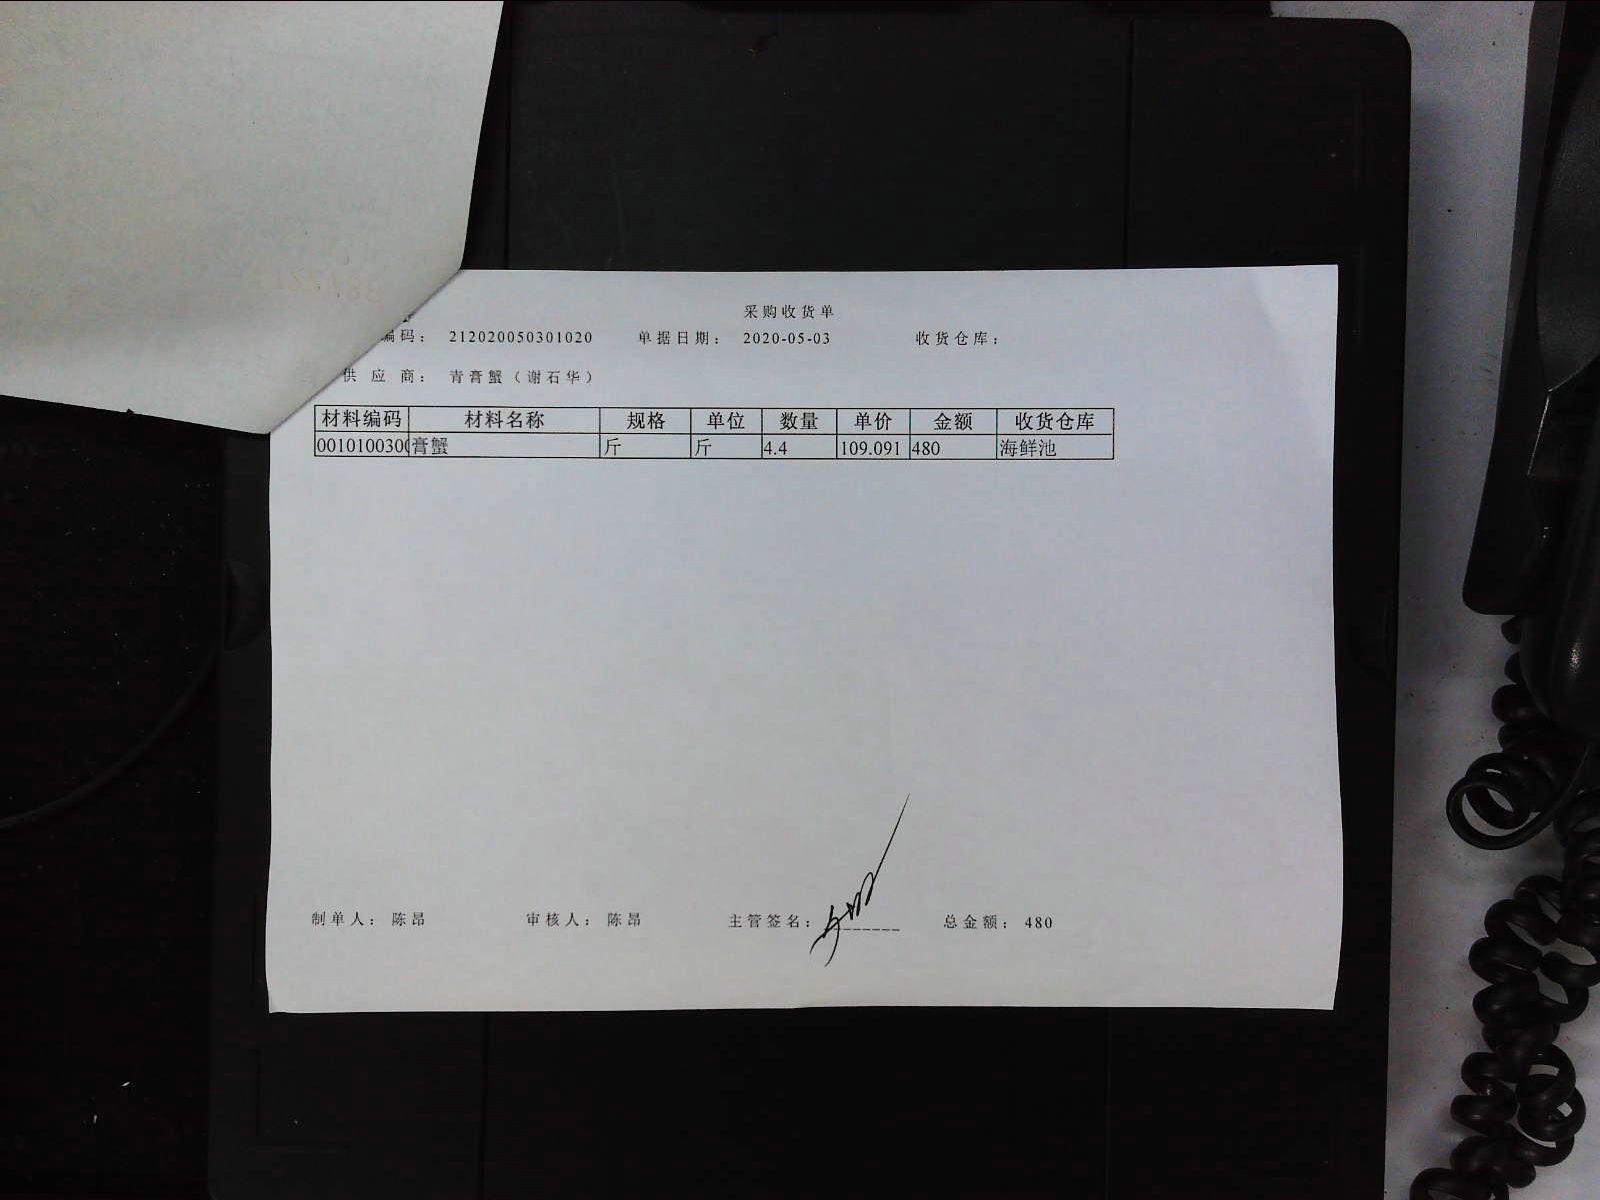 采购收货单
编码： 212020050301020 单据日期： 2020-05-03 收货仓库：
供应商： 青膏蟹（谢石华）
材料编码 材料名称 规格 单位 数量 单价 金额 收货仓库
0010100300 膏蟹 斤 斤 4.4 109.091 480 海鲜池
制单人： 陈昂 审核人： 陈昂 主管签名： 总金额： 480